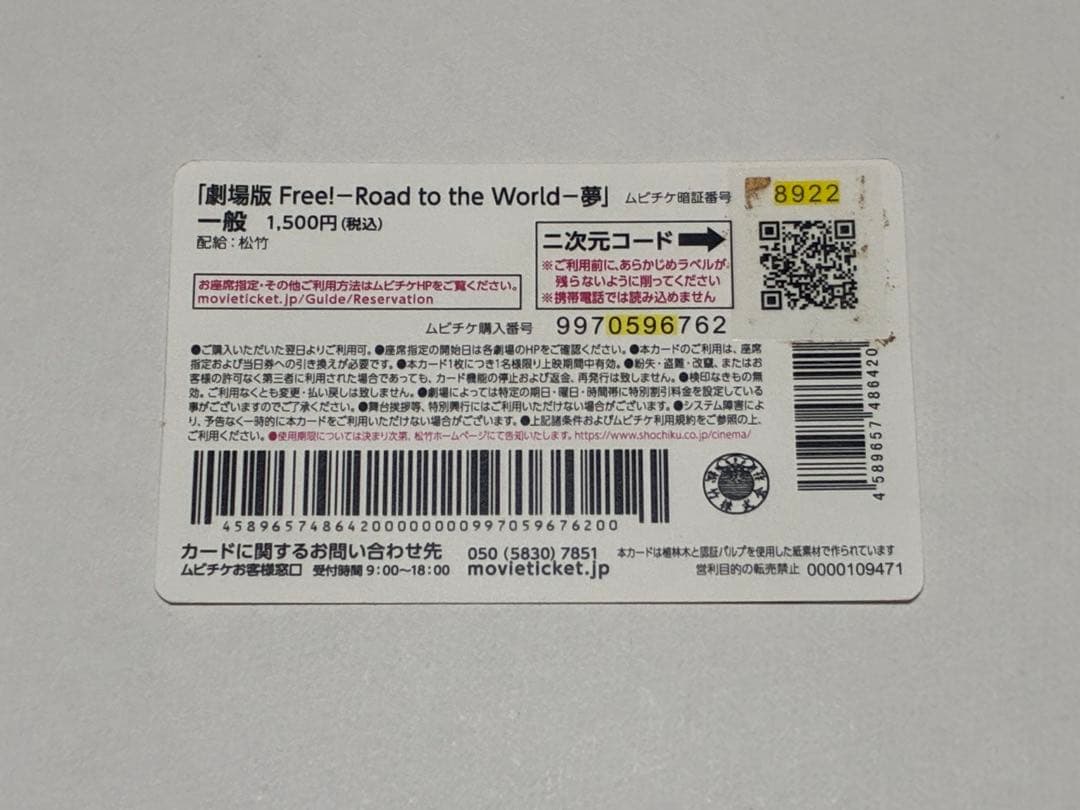 「劇場版 Free!−Road to the World−夢」 ムビチケ暗証番号 8922
一般 1,500円(税込)
配給：松竹
二次元コード
※ご利用前に、あらかじめラベルが
残らないように削ってください
※携帯電話では読み込めません
お座席指定・その他ご利用方法はムビチケHPをご覧ください。
movieticket.jp/Guide/Reservation
ムビチケ購入番号 9970596762
●ご購入いただいた翌日よりご利用可。●座席指定の開始日は各劇場のHPをご確認ください。●本カードのご利用は、座席
指定および当日券への引き換えが必要です。●本カード1枚につき1名様限り上映期間中有効。●紛失・盗難・改竄、またはお
客様の許可なく第三者に利用された場合であっても、カード機能の停止および返金、再発行は致しません。●検印なきもの無
効。ご利用なくとも変更・払い戻しは致しません。●劇場によっては特定の期日・曜日・時間帯に特別割引料金を設定している
事がございますのでご了承ください。●舞台挨拶等、特別興行にはご利用いただけない場合がございます。●システム障害によ
り、予告なく一時的に本カードをご利用いただけない場合がございます。●上記諸条件およびムビチケ利用規約をご参照の上、
ご利用ください。●使用期限については決まり次第、松竹ホームページにて告知いたします。https://www.shochiku.co.jp/cinema/
4589657486420
458965748642000000000997059676200
カードに関するお問い合わせ先 050 (5830) 7851
ムビチケお客様窓口 受付時間 9:00〜18:00 movieticket.jp
本カードは植林木と認証パルプを使用した紙素材で作られています
営利目的の転売禁止 0000109471